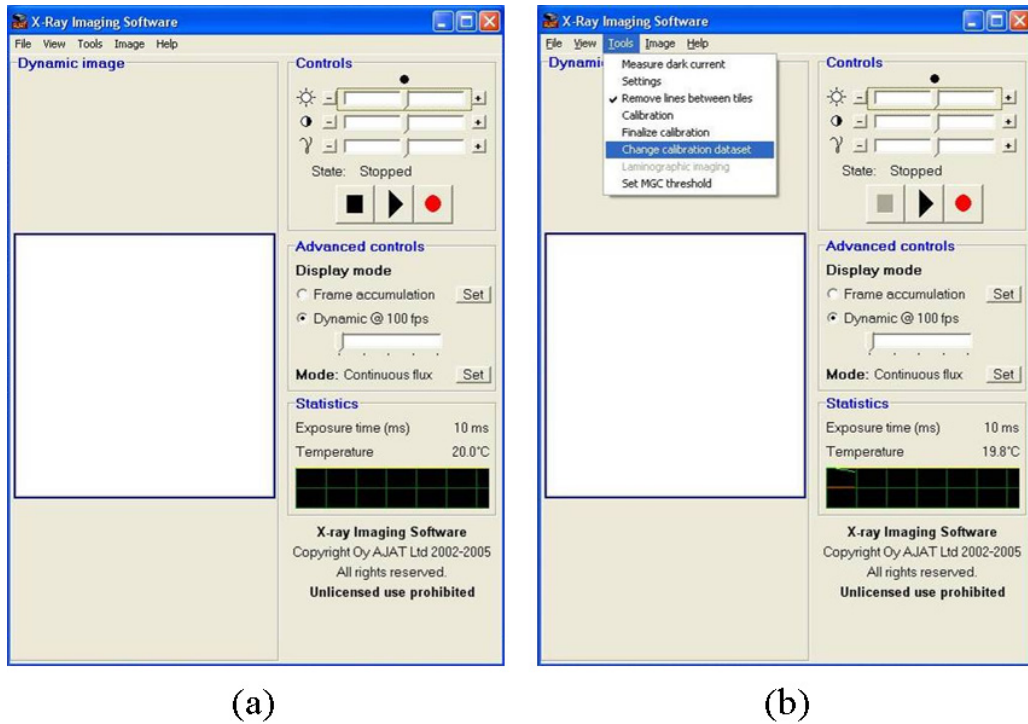 X-Ray Imaging Software
File View Tools Image Help
Dynamic image
Controls
State: Stopped
Advanced controls
Display mode
Frame accumulation Set
Dynamic @ 100 fps
Mode: Continuous flux Set
Statistics
Exposure time (ms) 10 ms
Temperature 20.0°C
X-ray Imaging Software
Copyright Oy AJAT Ltd 2002-2005
All rights reserved.
Unlicensed use prohibited
(a)
X-Ray Imaging Software
File View Tools Image Help
Dynami
Measure dark current
Settings
Remove lines between tiles
Calibration
Finalize calibration
Change calibration dataset
Laminographic imaging
Set MGC threshold
Controls
State: Stopped
Advanced controls
Display mode
Frame accumulation Set
Dynamic @ 100 fps
Mode: Continuous flux Set
Statistics
Exposure time (ms) 10 ms
Temperature 19.8°C
X-ray Imaging Software
Copyright Oy AJAT Ltd 2002-2005
All rights reserved.
Unlicensed use prohibited
(b)